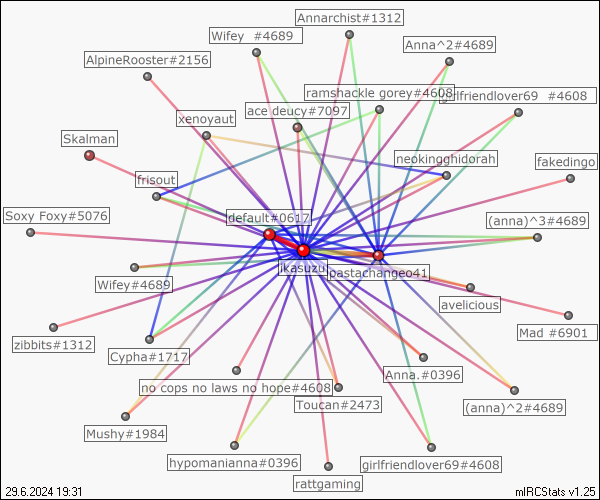 Annarchist#1312
Wifey  #4689
Anna^2#4689
AlpineRooster#2156
ramshackle gorey#4608
girlfriendlover69  #4608
ace deucy#7097
xenoyaut
Skalman
neokingghidorah
fakedingo
frisout
Soxy Foxy#5076
default#0617
(anna)^3#4689
jkasuzu
pastachangeo41
Wifey#4689
avelicious
Mad #6901
zibbits#1312
Cypha#1717
Anna.#0396
no cops no laws no hope#4608
Toucan#2473
(anna)^2#4689
Mushy#1984
hypomanianna#0396
girlfriendlover69#4608
rattgaming
29.6.2024 19:31
mIRCStats v1.25